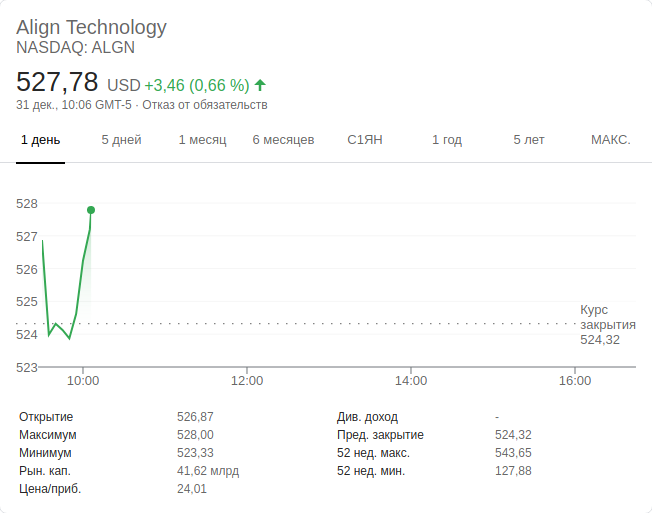 Align Technology
NASDAQ: ALGN
527,78 USD +3,46 (0,66 %)
31 дек., 10:06 GMT-5 · Отказ от обязательств
1 день 5 дней 1 месяц 6 месяцев С1ЯН 1 год 5 лет МАКС.
528
527
526
525
Курс
закрытия
524,32
524
523
10:00 12:00 14:00 16:00
Открытие 526,87 Див. доход -
Максимум 528,00 Пред. закрытие 524,32
Минимум 523,33 52 нед. макс. 543,65
Рын. кап. 41,62 млрд 52 нед. мин. 127,88
Цена/приб. 24,01